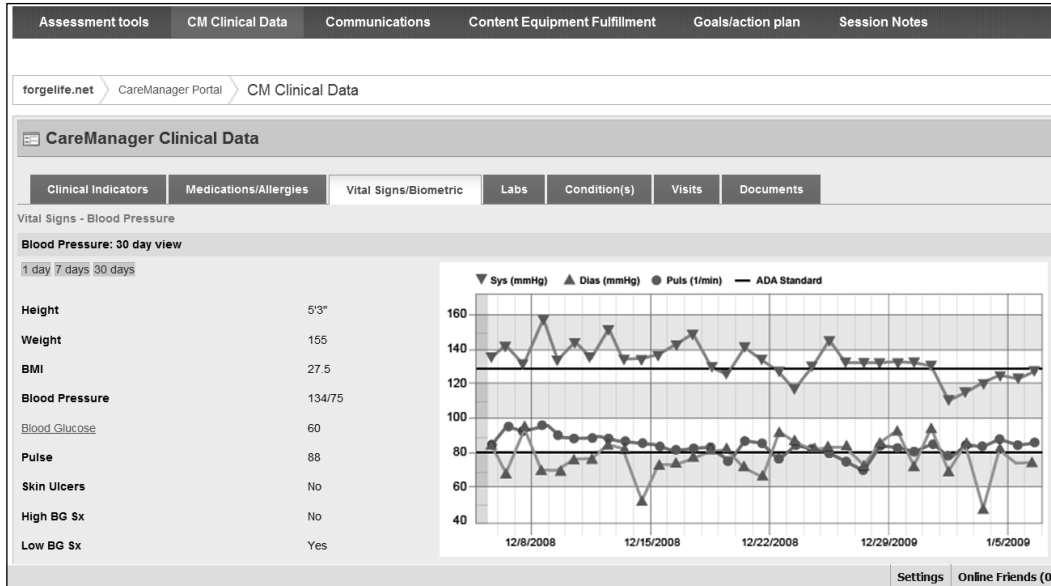 Assessment tools CM Clinical Data Communications Content Equipment Fulfillment Goals/action plan Session Notes
forgelife.net CareManager Portal CM Clinical Data
CareManager Clinical Data
Clinical Indicators Medications/Allergies Vital Signs/Biometric Labs Condition(s) Visits Documents
Vital Signs - Blood Pressure
Blood Pressure: 30 day view
1 day 7 days 30 days
Height 5'3"
Weight 155
BMI 27.5
Blood Pressure 134/75
Blood Glucose 60
Pulse 88
Skin Ulcers No
High BG Sx No
Low BG Sx Yes
Sys (mmHg) Dias (mmHg) Puls (1/min) ADA Standard
160
140
120
100
80
60
40
12/8/2008 12/15/2008 12/22/2008 12/29/2009 1/5/2009
Settings Online Friends (0